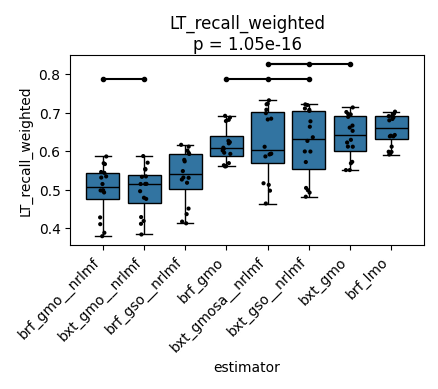 LT_recall_weighted
p = 1.05e-16
LT_recall_weighted
0.8
0.7
0.6
0.5
0.4
brf_gmo__nrlmf
bxt_gmo__nrlmf
brf_gso__nrlmf
brf_gmo
bxt_gmosa__nrlmf
bxt_gso__nrlmf
bxt_gmo
brf_lmo
estimator